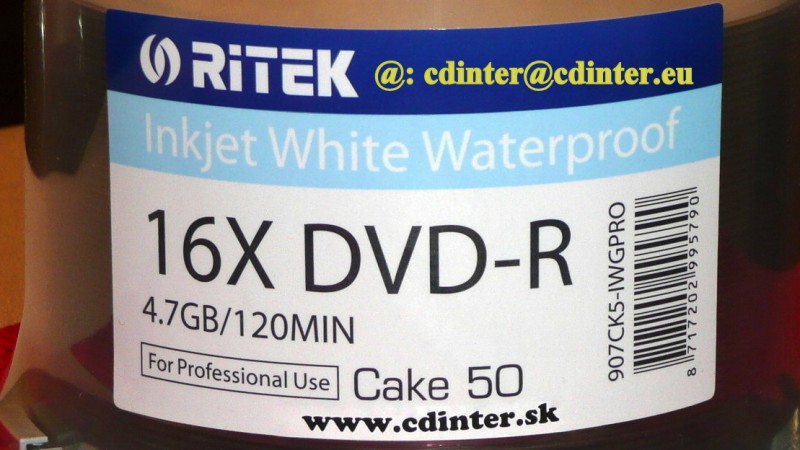 RiTEK @: cdinter@cdinter.eu
Inkjet White Waterproof
16X DVD-R
4.7GB/120MIN
For Professional Use Cake 50
www.cdinter.sk
907CK5-IWGPRO
8 717202 995790